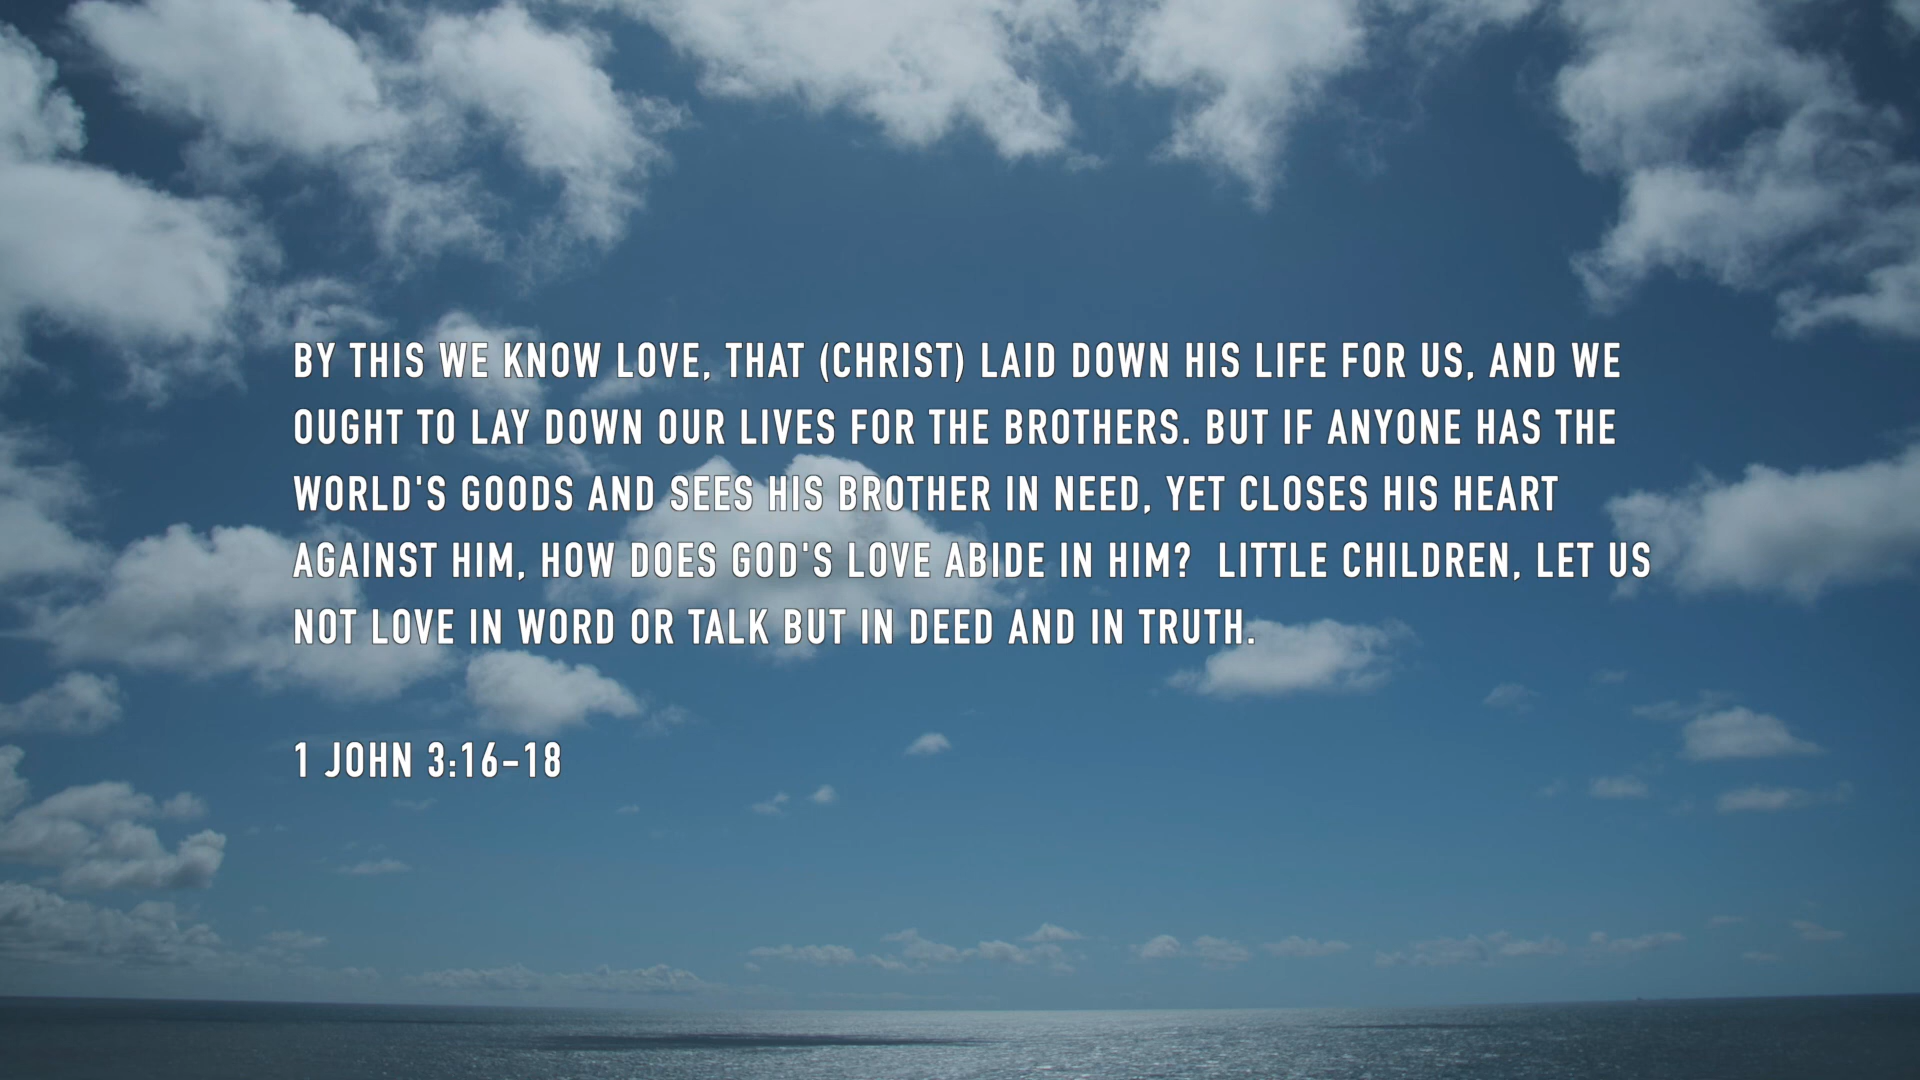 BY THIS WE KNOW LOVE, THAT (CHRIST) LAID DOWN HIS LIFE FOR US, AND WE
OUGHT TO LAY DOWN OUR LIVES FOR THE BROTHERS. BUT IF ANYONE HAS THE
WORLD'S GOODS AND SEES HIS BROTHER IN NEED, YET CLOSES HIS HEART
AGAINST HIM, HOW DOES GOD'S LOVE ABIDE IN HIM?  LITTLE CHILDREN, LET US
NOT LOVE IN WORD OR TALK BUT IN DEED AND IN TRUTH.
1 JOHN 3:16-18